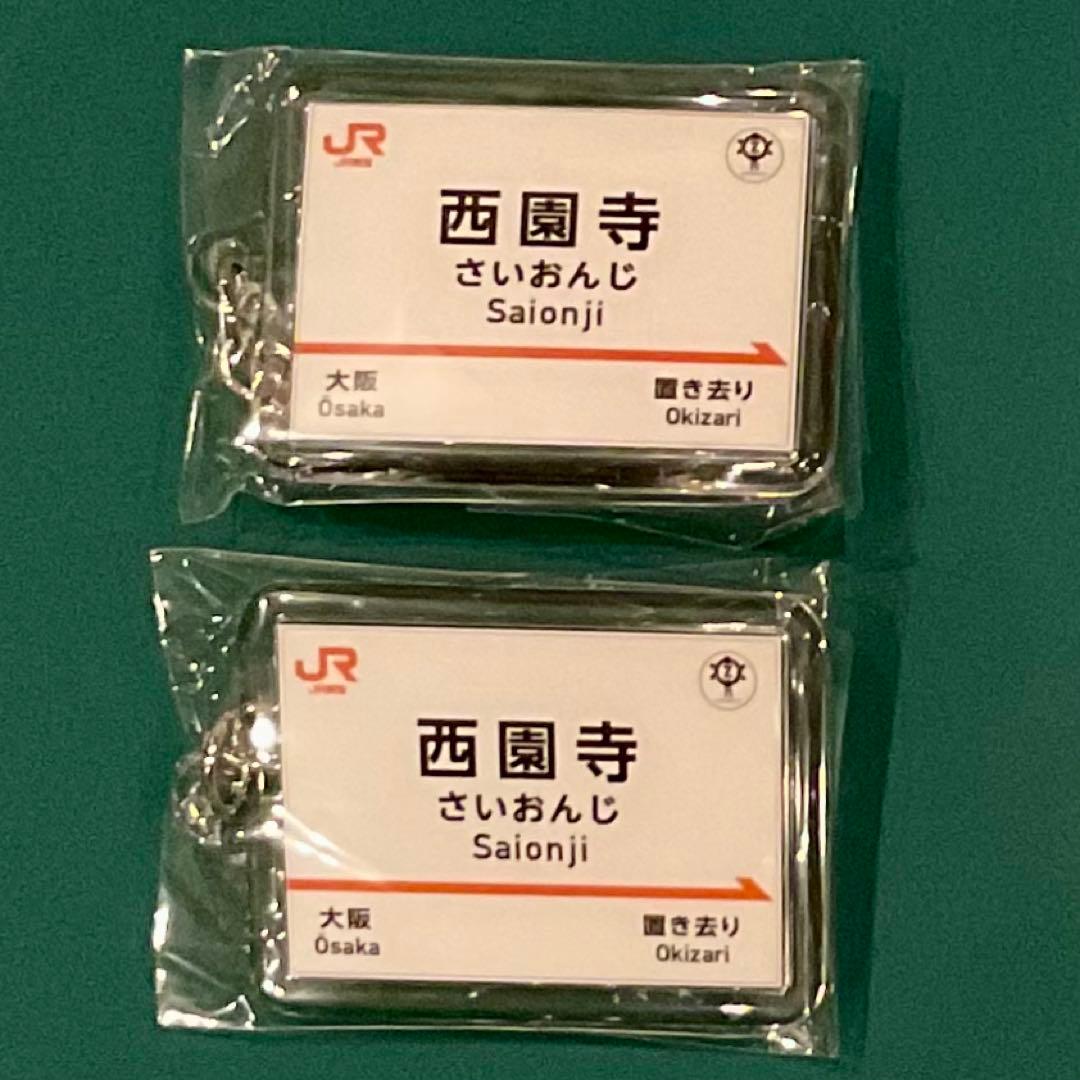 JR
西園寺
さいおんじ
Saionji
大阪
Ōsaka
置き去り
Okizari
JR
西園寺
さいおんじ
Saionji
大阪
Ōsaka
置き去り
Okizari